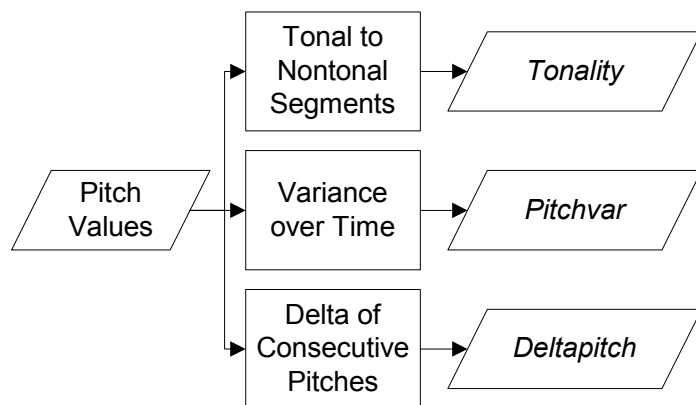 Tonal to
Nontonal
Segments
Tonality
Pitch
Values
Variance
over Time
Pitchvar
Delta of
Consecutive
Pitches
Deltapitch